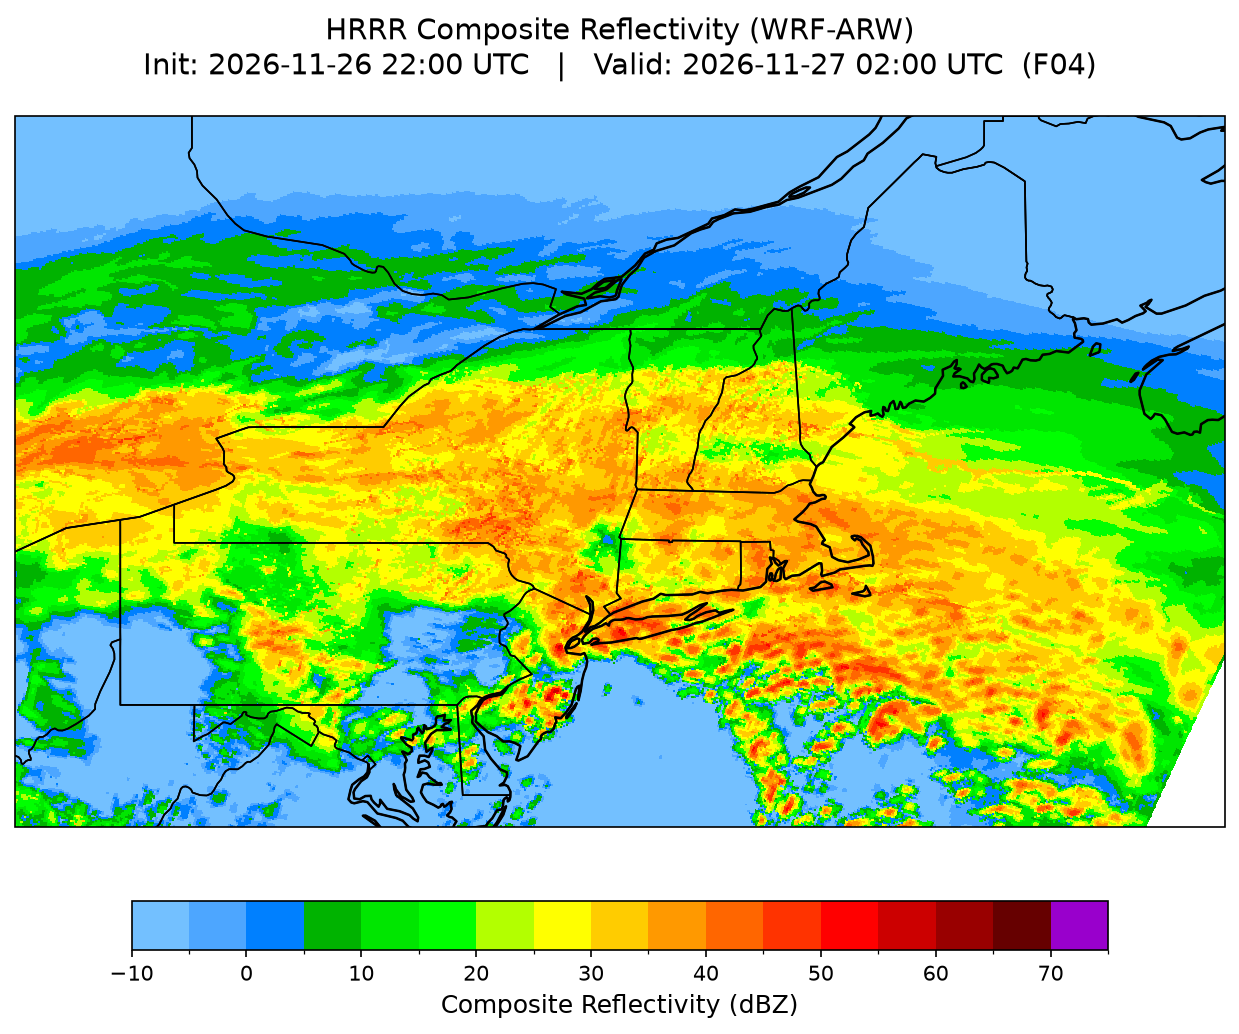 HRRR Composite Reflectivity (WRF-ARW)
Init: 2026-11-26 22:00 UTC   |   Valid: 2026-11-27 02:00 UTC  (F04)
−10 0 10 20 30 40 50 60 70
Composite Reflectivity (dBZ)